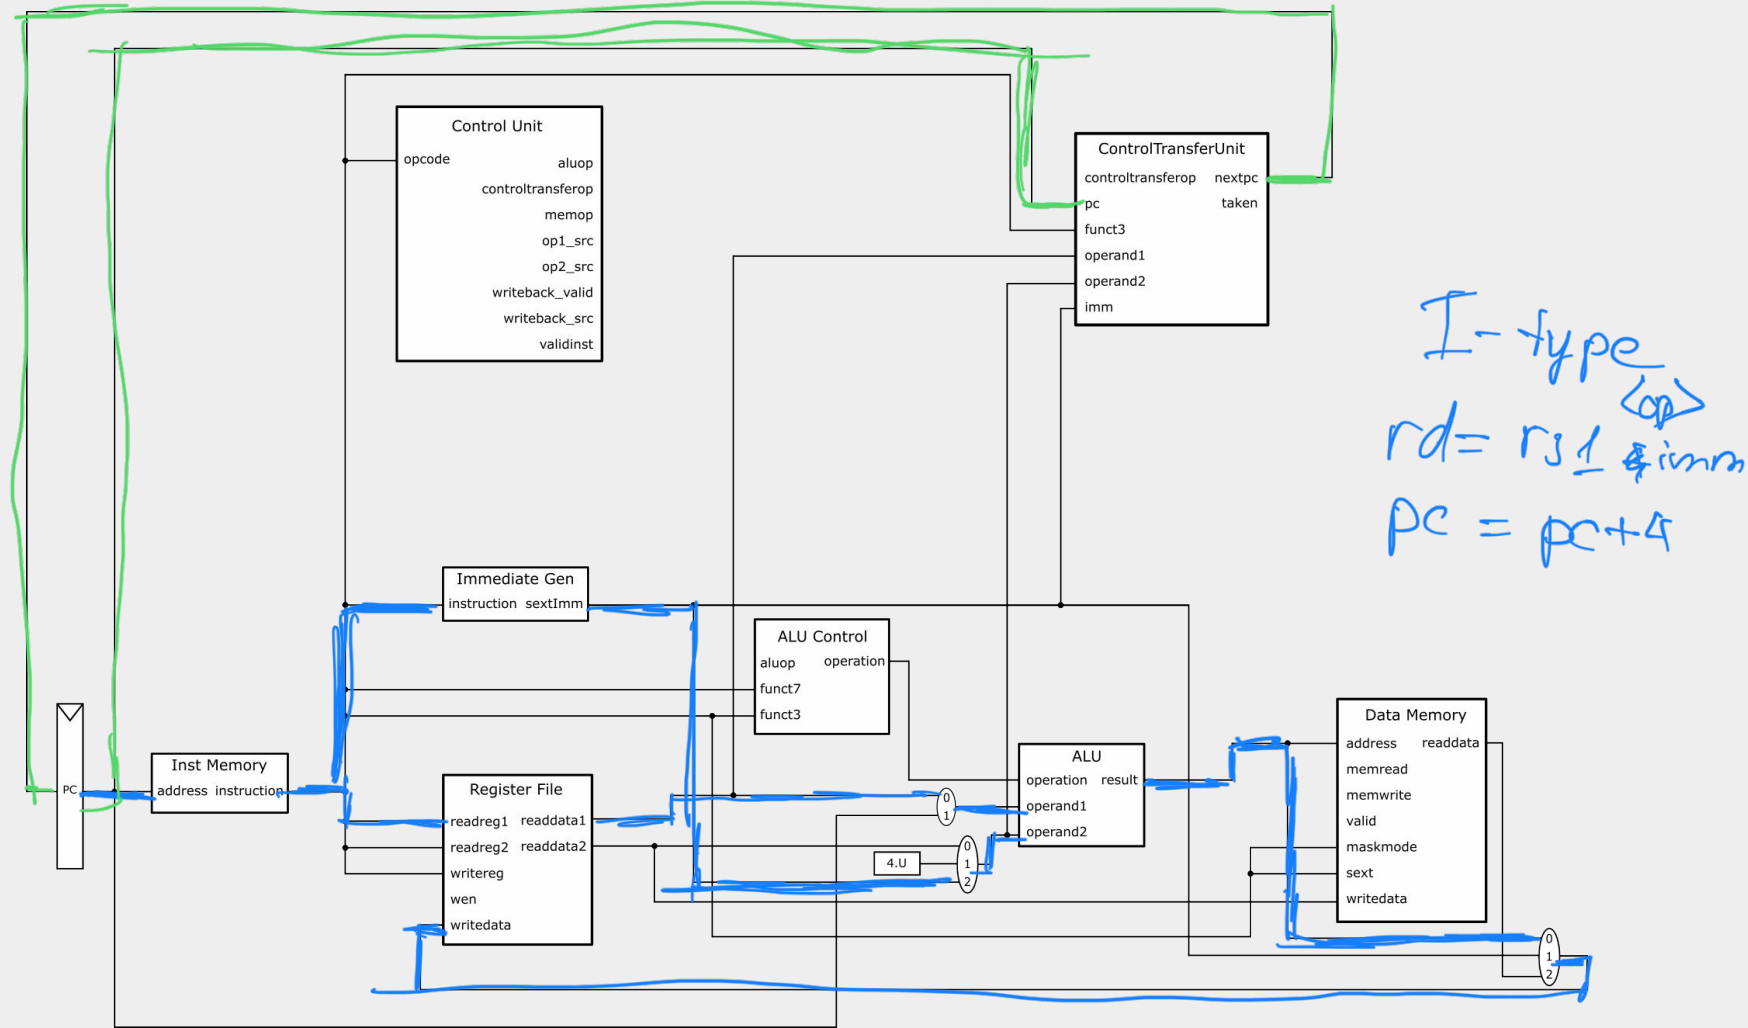 Control Unit
opcode
aluop
controltransferop
memop
op1_src
op2_src
writeback_valid
writeback_src
validinst
ControlTransferUnit
controltransferop nextpc
pc taken
funct3
operand1
operand2
imm
I-type
<op>
rd = rs1 imm
pc = pc+4
Immediate Gen
instruction sextImm
ALU Control
aluop operation
funct7
funct3
PC
Inst Memory
address instruction
Register File
readreg1 readdata1
readreg2 readdata2
writereg
wen
writedata
0
1
4.U
0
1
2
ALU
operation result
operand1
operand2
Data Memory
address readdata
memread
memwrite
valid
maskmode
sext
writedata
0
1
2